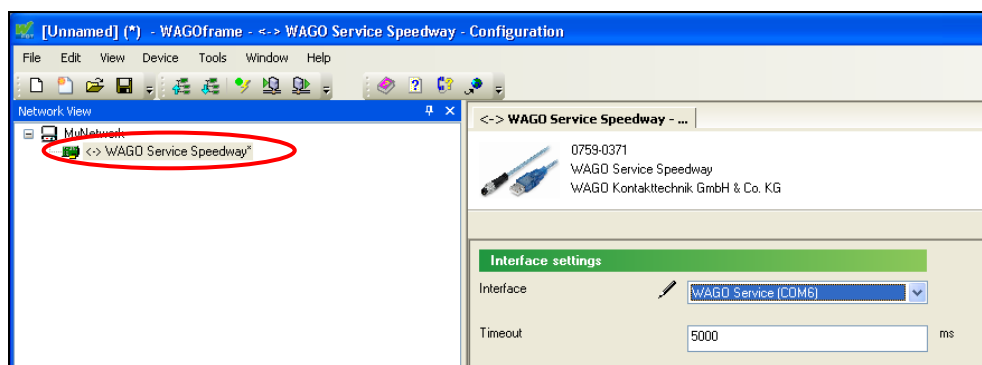 [Unnamed] (*) - WAGOframe - <-> WAGO Service Speedway - Configuration
File Edit View Device Tools Window Help
Network View
MyNetwork
<-> WAGO Service Speedway*
<-> WAGO Service Speedway - ...
0759-0371
WAGO Service Speedway
WAGO Kontakttechnik GmbH & Co. KG
Interface settings
Interface WAGO Service (COM6)
Timeout 5000 ms